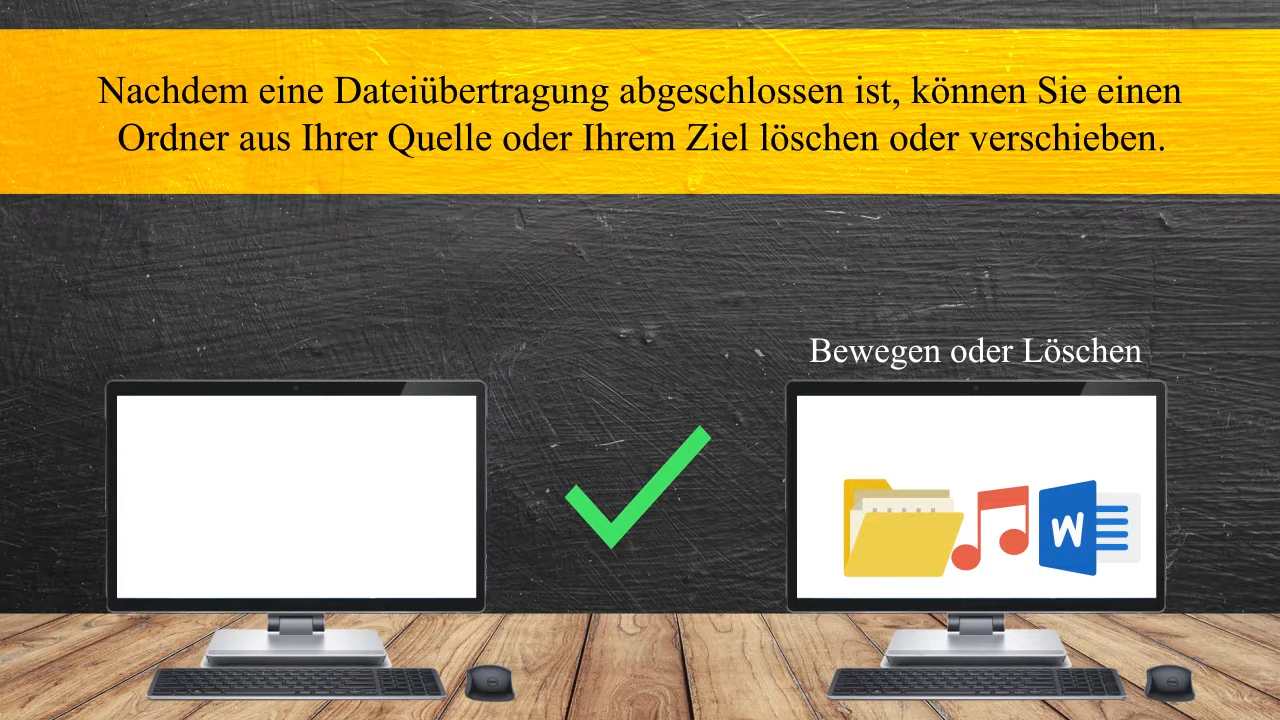 Nachdem eine Dateiübertragung abgeschlossen ist, können Sie einen
Ordner aus Ihrer Quelle oder Ihrem Ziel löschen oder verschieben.
Bewegen oder Löschen
W